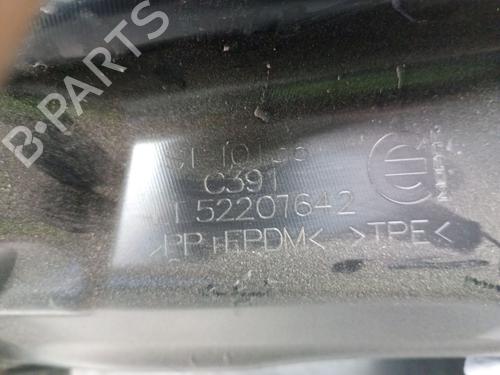 B-PARTS
C391
52207642
>PP+EPDM< >TPE<